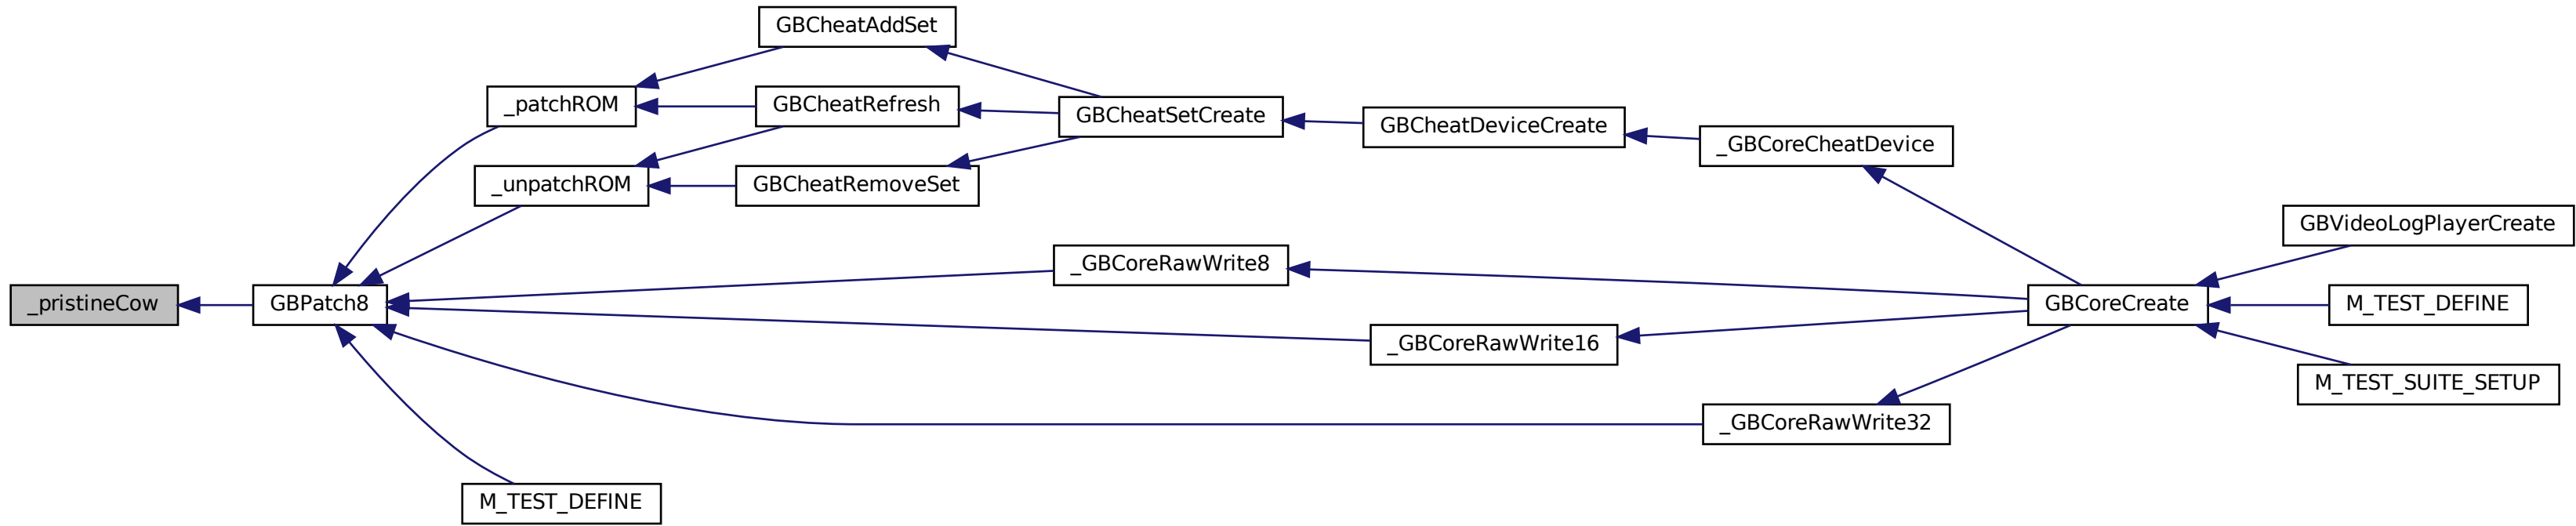 GBCheatAddSet
_patchROM
GBCheatRefresh
GBCheatSetCreate
GBCheatDeviceCreate
_GBCoreCheatDevice
_unpatchROM
GBCheatRemoveSet
GBVideoLogPlayerCreate
_GBCoreRawWrite8
_pristineCow
GBPatch8
GBCoreCreate
M_TEST_DEFINE
_GBCoreRawWrite16
M_TEST_SUITE_SETUP
_GBCoreRawWrite32
M_TEST_DEFINE